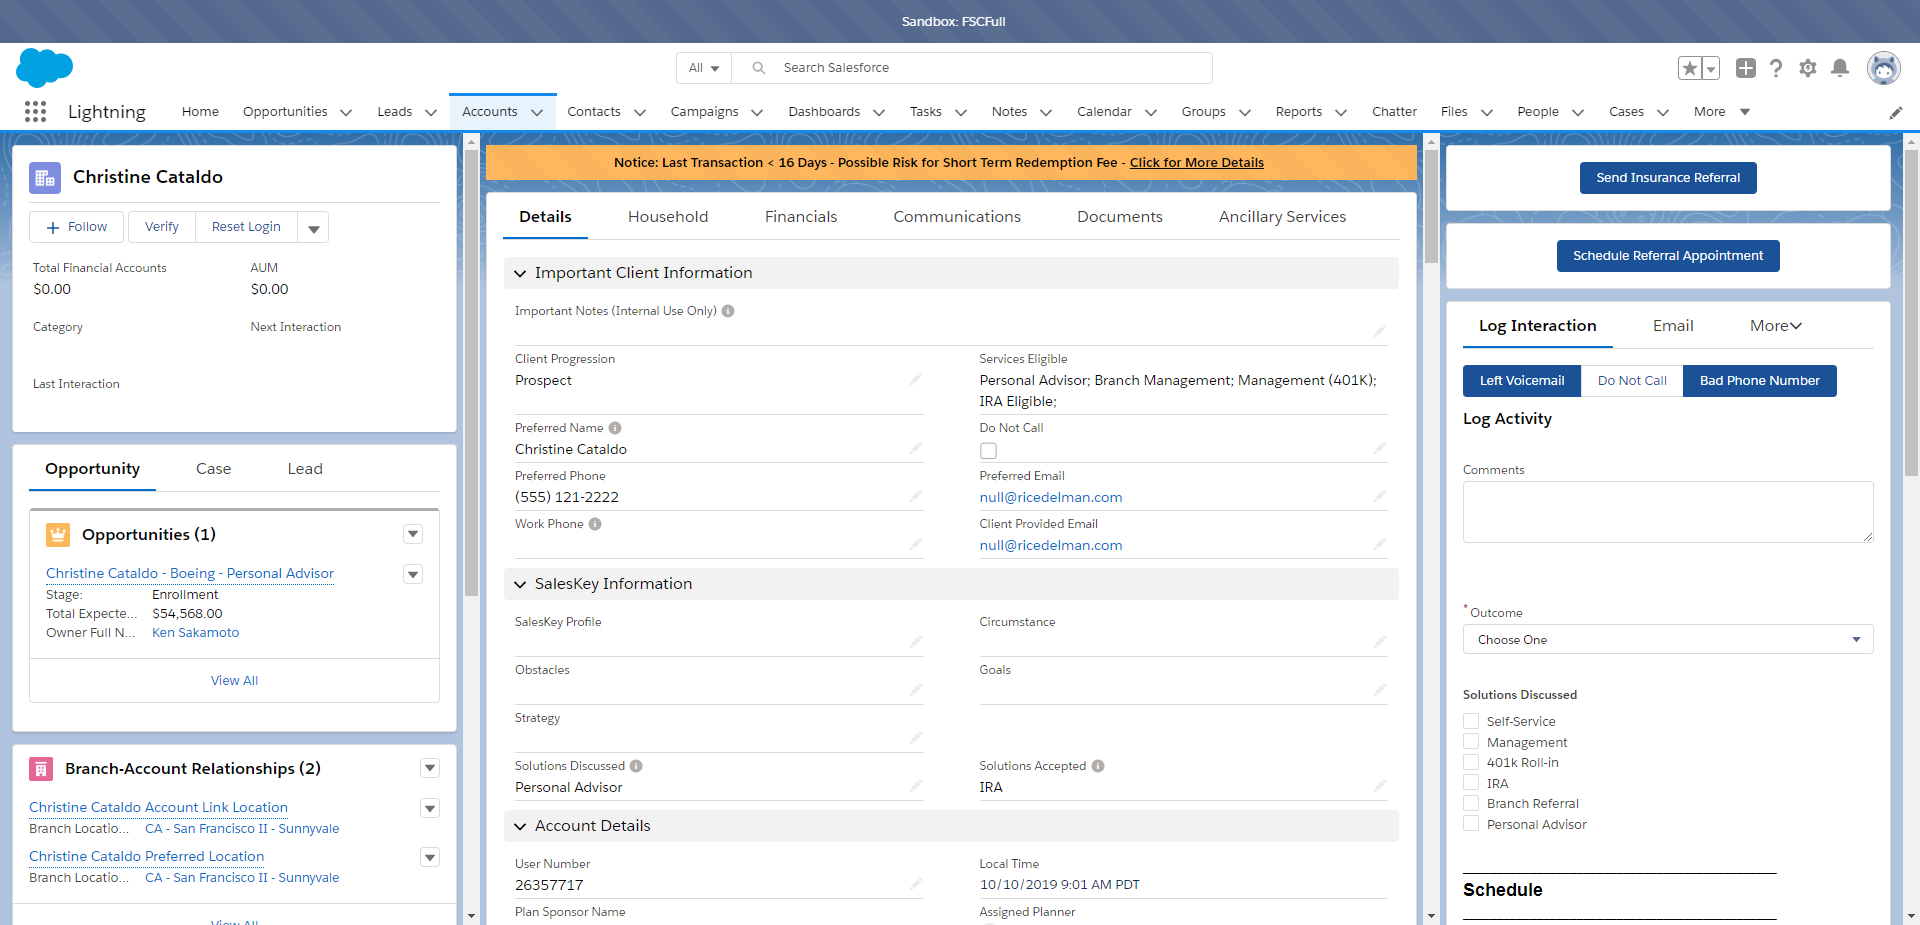 Sandbox: FSCFull
All
Search Salesforce
Lightning
Home
Opportunities
Leads
Accounts
Contacts
Campaigns
Dashboards
Tasks
Notes
Calendar
Groups
Reports
Chatter
Files
People
Cases
More
Christine Cataldo
Follow
Verify
Reset Login
Total Financial Accounts
$0.00
AUM
$0.00
Category
Next Interaction
Last Interaction
Opportunity
Case
Lead
Opportunities (1)
Christine Cataldo - Boeing - Personal Advisor
Stage: Enrollment
Total Expecte... $54,568.00
Owner Full N... Ken Sakamoto
View All
Branch-Account Relationships (2)
Christine Cataldo Account Link Location
Branch Locatio... CA - San Francisco II - Sunnyvale
Christine Cataldo Preferred Location
Branch Locatio... CA - San Francisco II - Sunnyvale
View All
Notice: Last Transaction < 16 Days - Possible Risk for Short Term Redemption Fee - Click for More Details
Details
Household
Financials
Communications
Documents
Ancillary Services
Important Client Information
Important Notes (Internal Use Only)
Client Progression
Prospect
Services Eligible
Personal Advisor; Branch Management; Management (401K);
IRA Eligible;
Preferred Name
Christine Cataldo
Do Not Call
Preferred Phone
(555) 121-2222
Preferred Email
null@ricedelman.com
Work Phone
Client Provided Email
null@ricedelman.com
SalesKey Information
SalesKey Profile
Circumstance
Obstacles
Goals
Strategy
Solutions Discussed
Personal Advisor
Solutions Accepted
IRA
Account Details
User Number
26357717
Local Time
10/10/2019 9:01 AM PDT
Plan Sponsor Name
Assigned Planner
Send Insurance Referral
Schedule Referral Appointment
Log Interaction
Email
More
Left Voicemail
Do Not Call
Bad Phone Number
Log Activity
Comments
*Outcome
Choose One
Solutions Discussed
Self-Service
Management
401k Roll-in
IRA
Branch Referral
Personal Advisor
Schedule